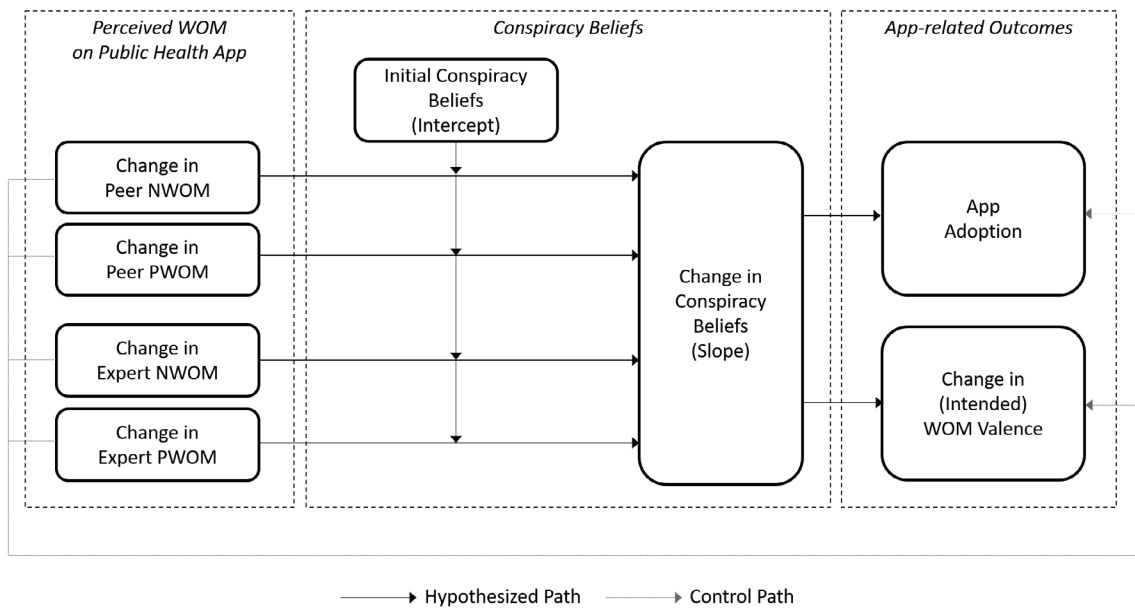 Perceived WOM
on Public Health App
Conspiracy Beliefs
App-related Outcomes
Initial Conspiracy
Beliefs
(Intercept)
Change in
Peer NWOM
Change in
Peer PWOM
Change in
Expert NWOM
Change in
Expert PWOM
Change in
Conspiracy
Beliefs
(Slope)
App
Adoption
Change in
(Intended)
WOM Valence
Hypothesized Path
Control Path